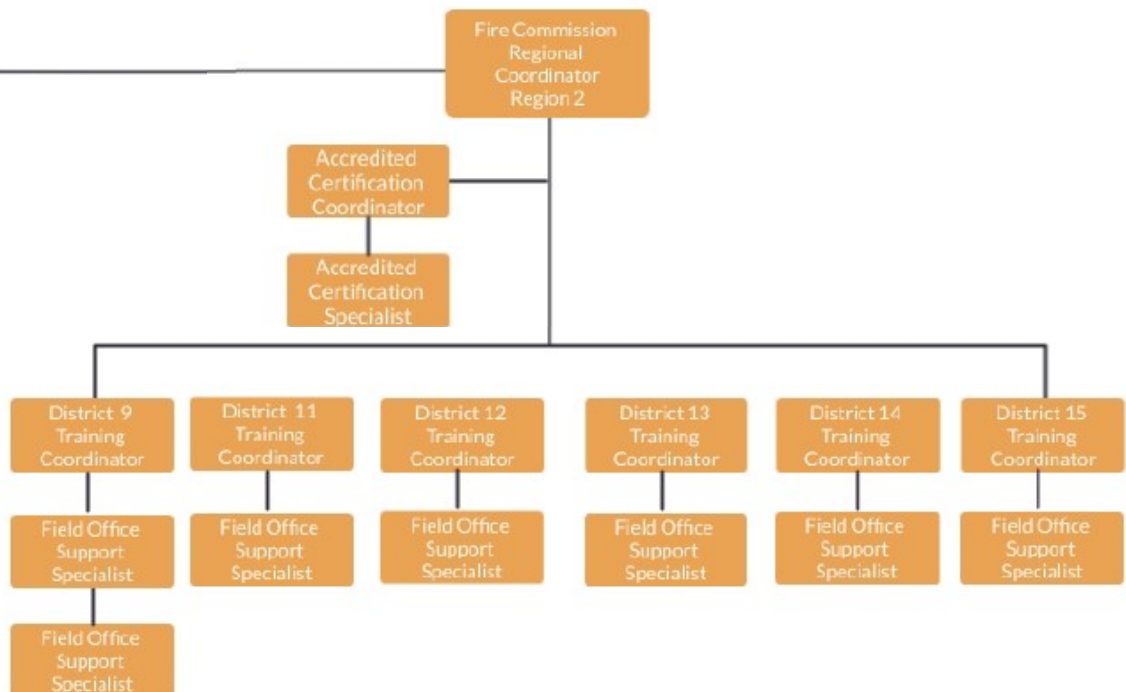 Fire Commission
Regional
Coordinator
Region 2
Accredited
Certification
Coordinator
Accredited
Certification
Specialist
District 9
Training
Coordinator
District 11
Training
Coordinator
District 12
Training
Coordinator
District 13
Training
Coordinator
District 14
Training
Coordinator
District 15
Training
Coordinator
Field Office
Support
Specialist
Field Office
Support
Specialist
Field Office
Support
Specialist
Field Office
Support
Specialist
Field Office
Support
Specialist
Field Office
Support
Specialist
Field Office
Support
Specialist